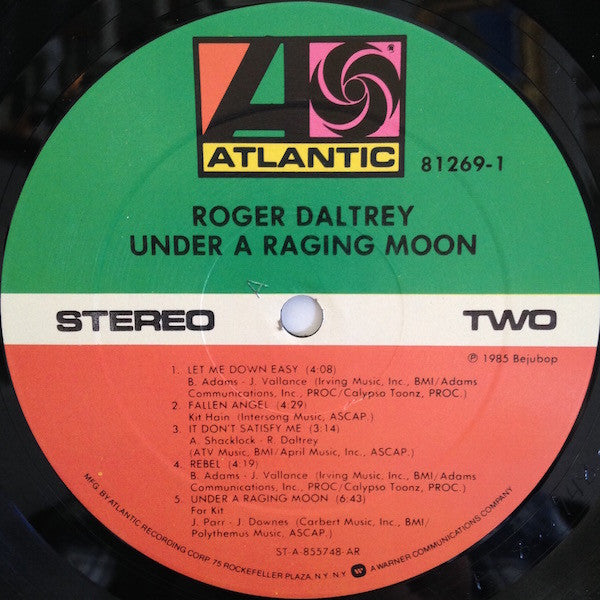 ATLANTIC
81269-1
ROGER DALTREY
UNDER A RAGING MOON
STEREO TWO
℗ 1985 Bejubop
1. LET ME DOWN EASY (4:08)
B. Adams - J. Vallance (Irving Music, Inc., BMI/Adams
Communications, Inc., PROC/Calypso Toonz, PROC.)
2. FALLEN ANGEL (4:29)
Kit Hain (Intersong Music, ASCAP.)
3. IT DON'T SATISFY ME (3:14)
A. Shacklock - R. Daltrey
(ATV Music, BMI/April Music, Inc., ASCAP.)
4. REBEL (4:19)
B. Adams - J. Vallance (Irving Music, Inc., BMI/Adams
Communications, Inc., PROC/Calypso Toonz, PROC.)
5. UNDER A RAGING MOON (6:43)
For Kit
J. Parr - J. Downes (Carbert Music, Inc., BMI/
Polythemus Music, ASCAP.)
ST-A-855748-AR
MFG. BY ATLANTIC RECORDING CORP. 75 ROCKEFELLER PLAZA, N.Y. N.Y. A WARNER COMMUNICATIONS COMPANY